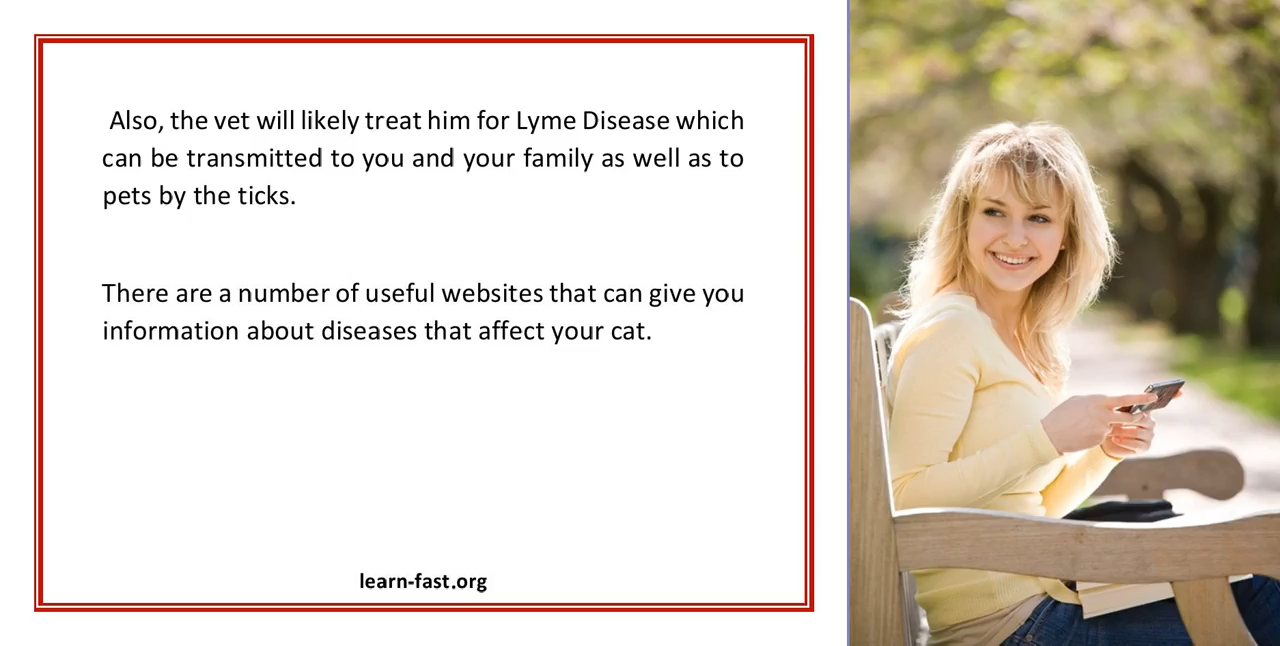 Also, the vet will likely treat him for Lyme Disease which
can be transmitted to you and your family as well as to
pets by the ticks.
There are a number of useful websites that can give you
information about diseases that affect your cat.
learn-fast.org